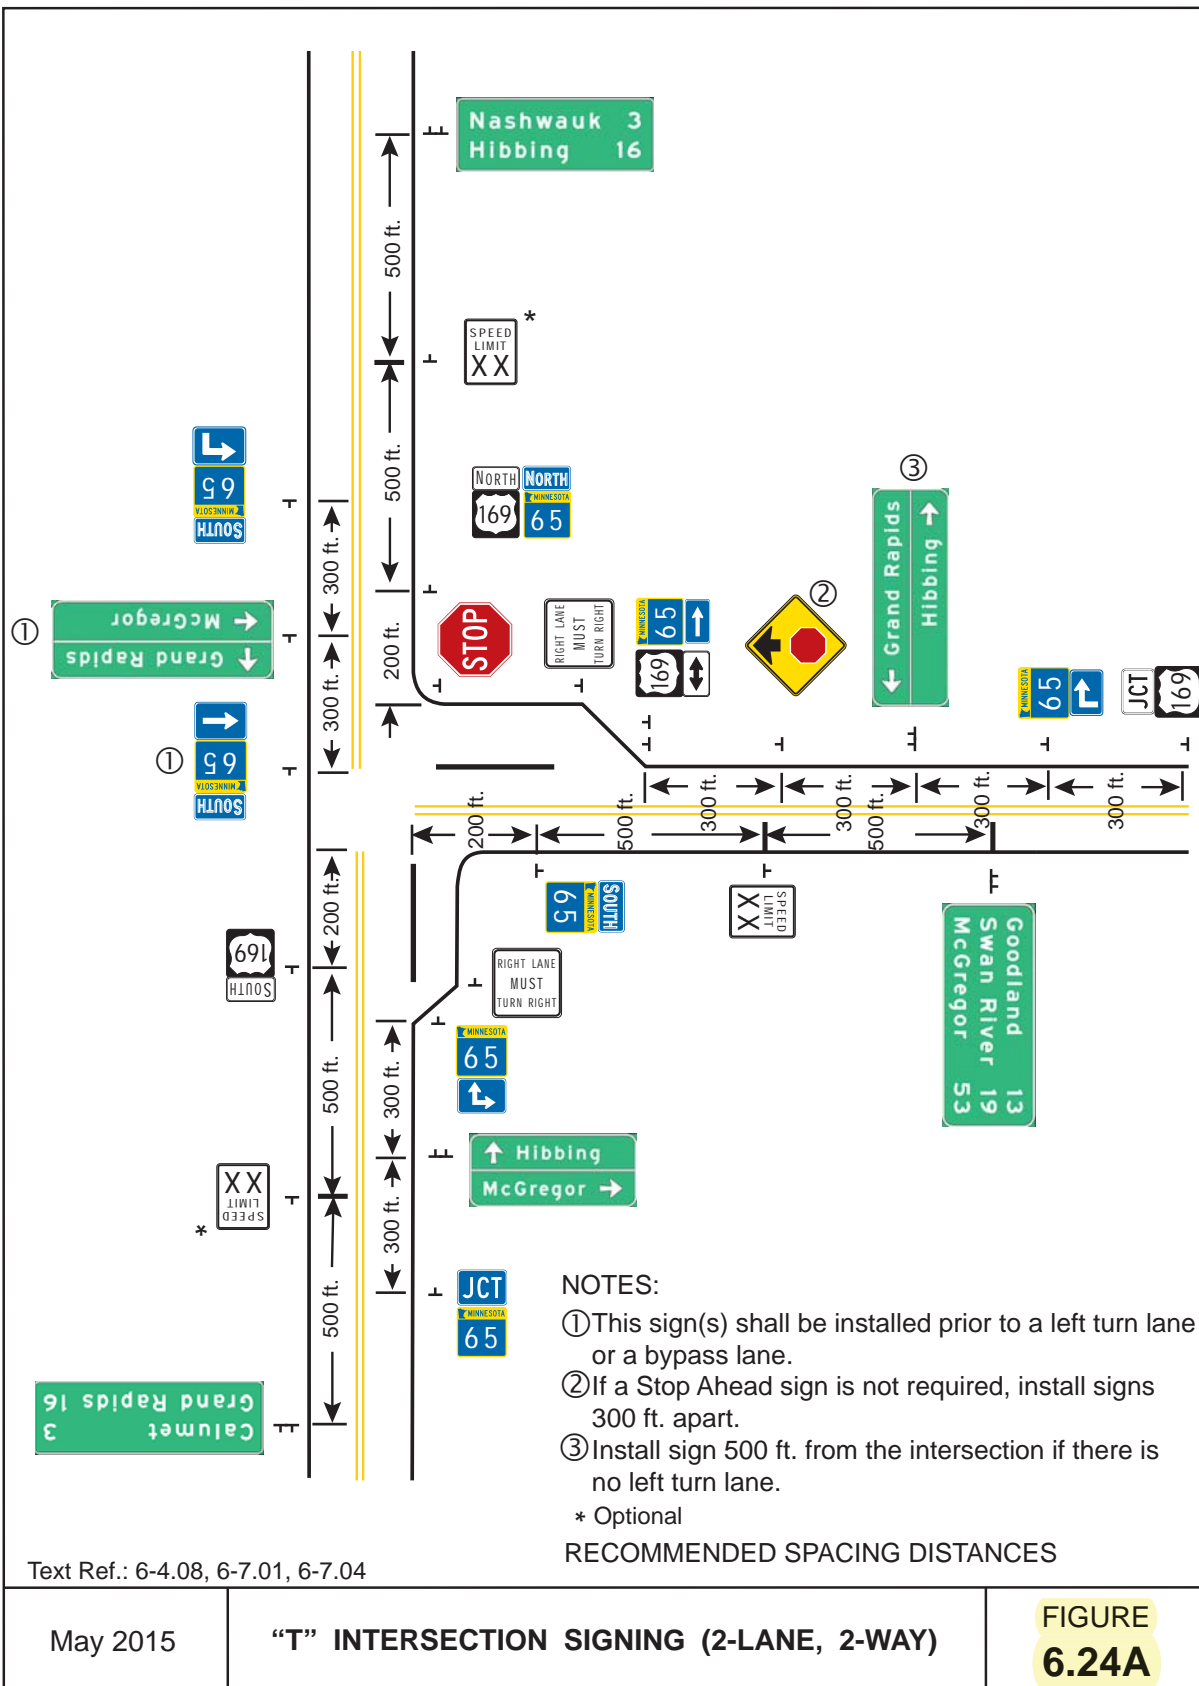 Nashwauk 3
Hibbing 16
500 ft.
SPEED
LIMIT
XX
*
500 ft.
NORTH NORTH
169 MINNESOTA 65
200 ft.
SOUTH
MINNESOTA
65
300 ft.
① McGregor
Grand Rapids
300 ft.
① SOUTH
MINNESOTA
65
STOP
RIGHT LANE
MUST
TURN RIGHT
MINNESOTA
65
169
②
③
Grand Rapids
Hibbing
MINNESOTA
65
JCT
169
200 ft.
500 ft.
300 ft.
300 ft.
500 ft.
300 ft.
300 ft.
200 ft.
SOUTH
169
500 ft.
SPEED
LIMIT
XX
*
500 ft.
Calumet 3
Grand Rapids 16
SOUTH
MINNESOTA
65
SPEED
LIMIT
XX
Goodland 13
Swan River 19
McGregor 53
RIGHT LANE
MUST
TURN RIGHT
MINNESOTA
65
300 ft.
Hibbing
McGregor
300 ft.
JCT
MINNESOTA
65
NOTES:
①This sign(s) shall be installed prior to a left turn lane
or a bypass lane.
②If a Stop Ahead sign is not required, install signs
300 ft. apart.
③Install sign 500 ft. from the intersection if there is
no left turn lane.
* Optional
RECOMMENDED SPACING DISTANCES
Text Ref.: 6-4.08, 6-7.01, 6-7.04
May 2015
“T” INTERSECTION SIGNING (2-LANE, 2-WAY)
FIGURE
6.24A